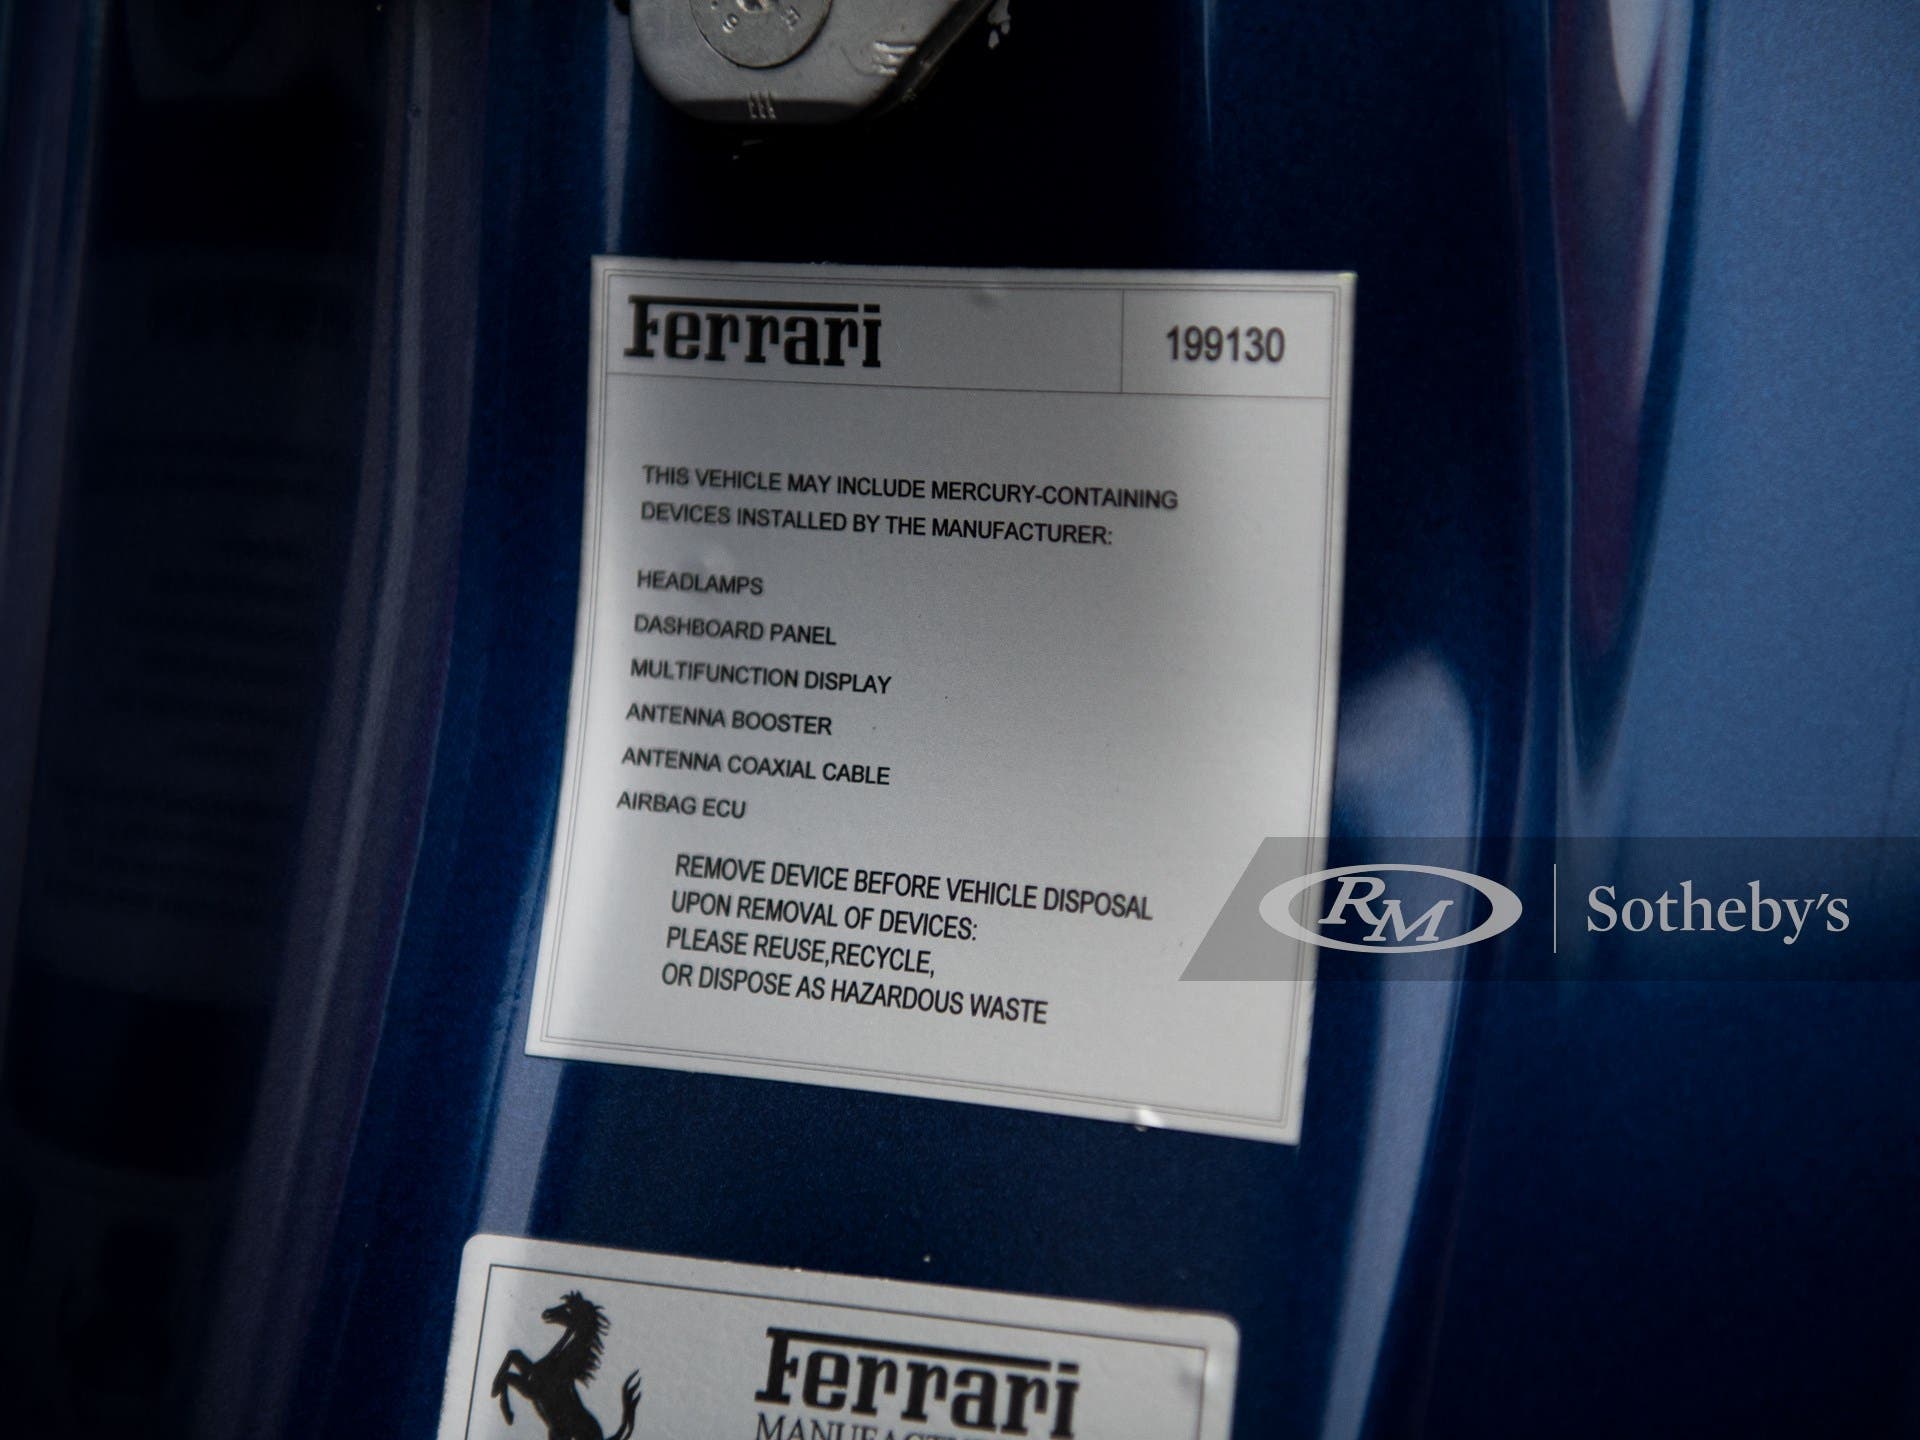 Ferrari 199130
THIS VEHICLE MAY INCLUDE MERCURY-CONTAINING
DEVICES INSTALLED BY THE MANUFACTURER:
HEADLAMPS
DASHBOARD PANEL
MULTIFUNCTION DISPLAY
ANTENNA BOOSTER
ANTENNA COAXIAL CABLE
AIRBAG ECU
REMOVE DEVICE BEFORE VEHICLE DISPOSAL
UPON REMOVAL OF DEVICES:
PLEASE REUSE,RECYCLE,
OR DISPOSE AS HAZARDOUS WASTE
RM Sotheby's
Ferrari